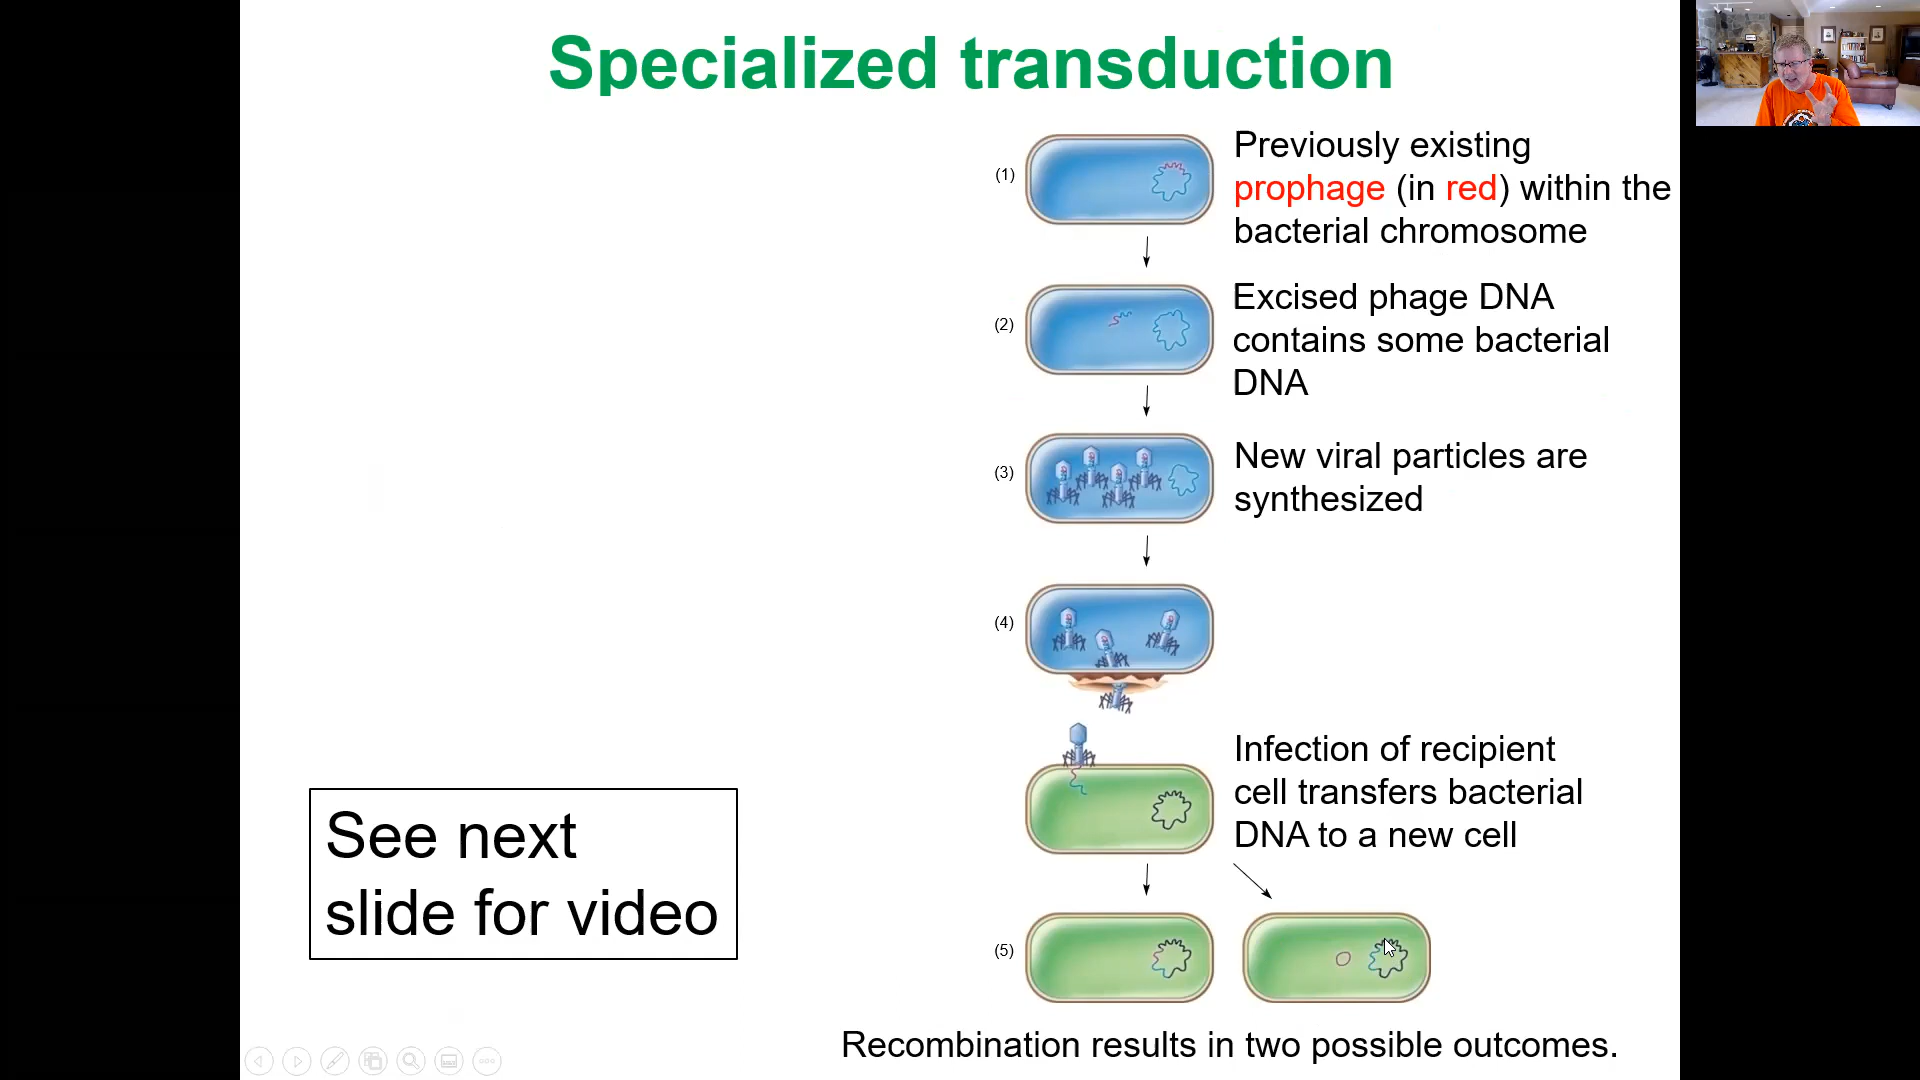 Specialized transduction
(1)
Previously existing
prophage (in red) within the
bacterial chromosome
(2)
Excised phage DNA
contains some bacterial
DNA
(3)
New viral particles are
synthesized
(4)
Infection of recipient
cell transfers bacterial
DNA to a new cell
See next
slide for video
(5)
Recombination results in two possible outcomes.